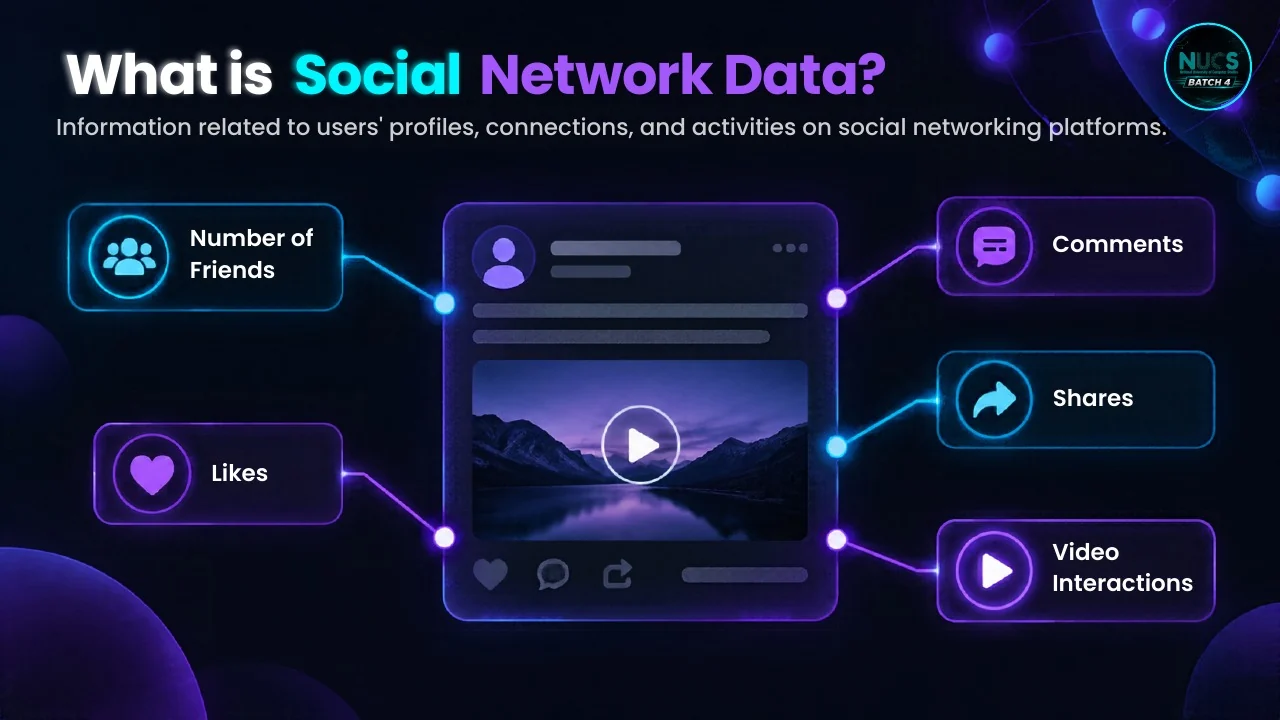 What is Social Network Data?
Information related to users' profiles, connections, and activities on social networking platforms.
Number of
Friends
Likes
Comments
Shares
Video
Interactions
NUCS
BATCH 4